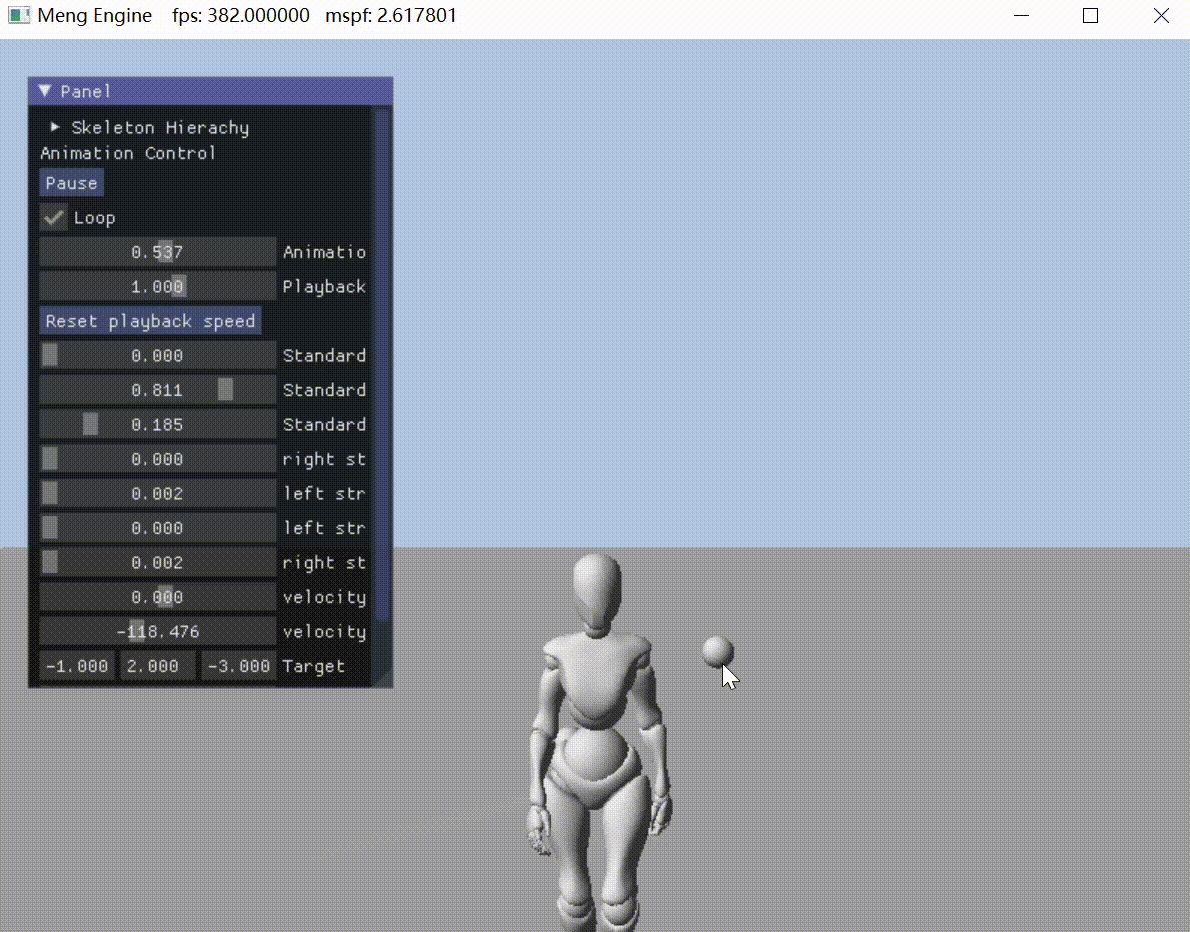 Meng Engine fps: 382.000000 mspf: 2.617801
Panel
Skeleton Hierachy
Animation Control
Pause
Loop
0.537 Animatio
1.000 Playback
Reset playback speed
0.000 Standard
0.811 Standard
0.185 Standard
0.000 right st
0.002 left str
0.000 left str
0.002 right st
0.000 velocity
-118.476 velocity
-1.000 2.000 -3.000 Target